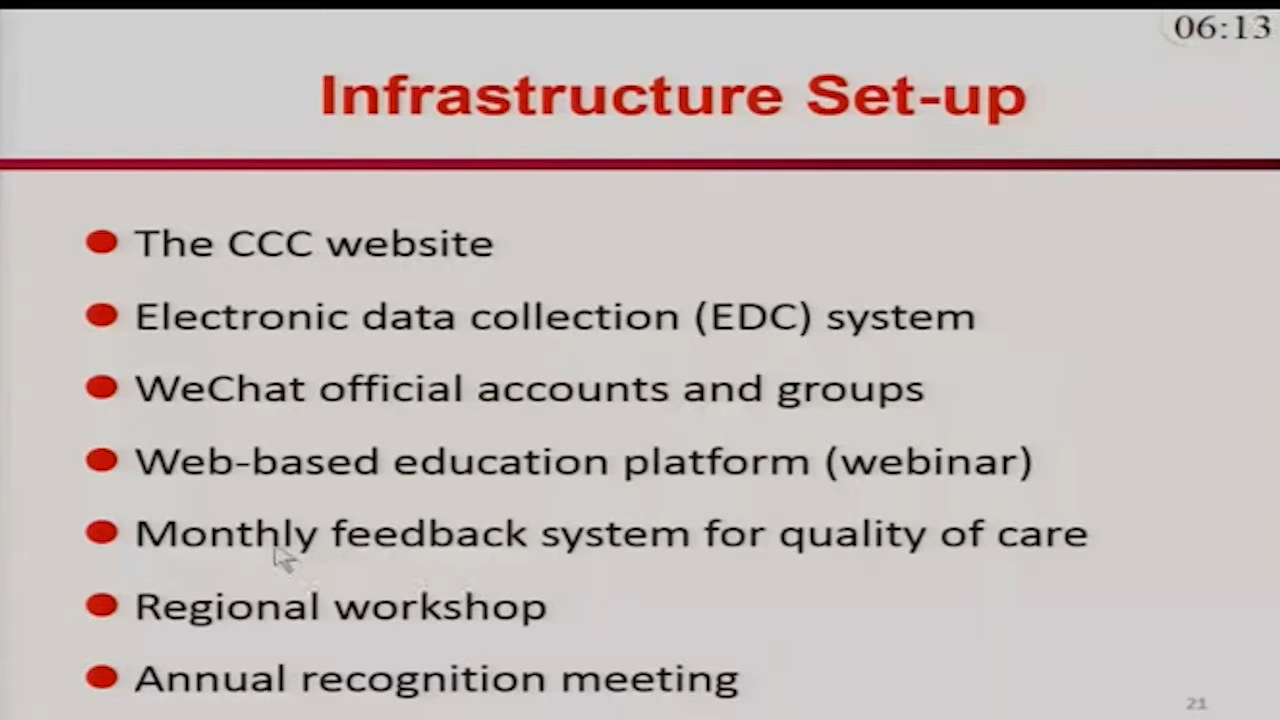 06:13
Infrastructure Set-up
The CCC website
Electronic data collection (EDC) system
WeChat official accounts and groups
Web-based education platform (webinar)
Monthly feedback system for quality of care
Regional workshop
Annual recognition meeting
21